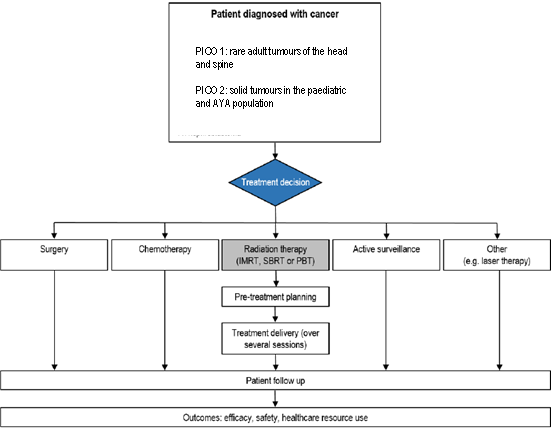 Patient diagnosed with cancer
PICO 1: rare adult tumours of the head
and spine
PICO 2: solid tumours in the paediatric
and AYA population
Treatment decision
Surgery
Chemotherapy
Radiation therapy
(IMRT, SBRT or PBT)
Active surveillance
Other
(e.g. laser therapy)
Pre-treatment planning
Treatment delivery (over
several sessions)
Patient follow up
Outcomes: efficacy, safety, healthcare resource use